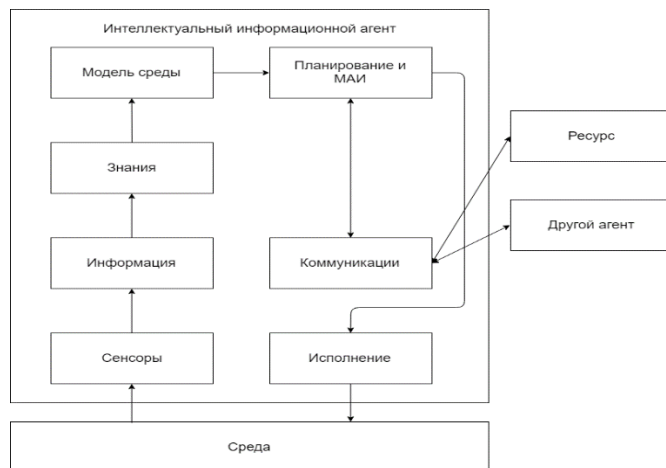 Интеллектуальный информационной агент
Модель среды
Планирование и
МАИ
Ресурс
Знания
Другой агент
Информация
Коммуникации
Сенсоры
Исполнение
Среда